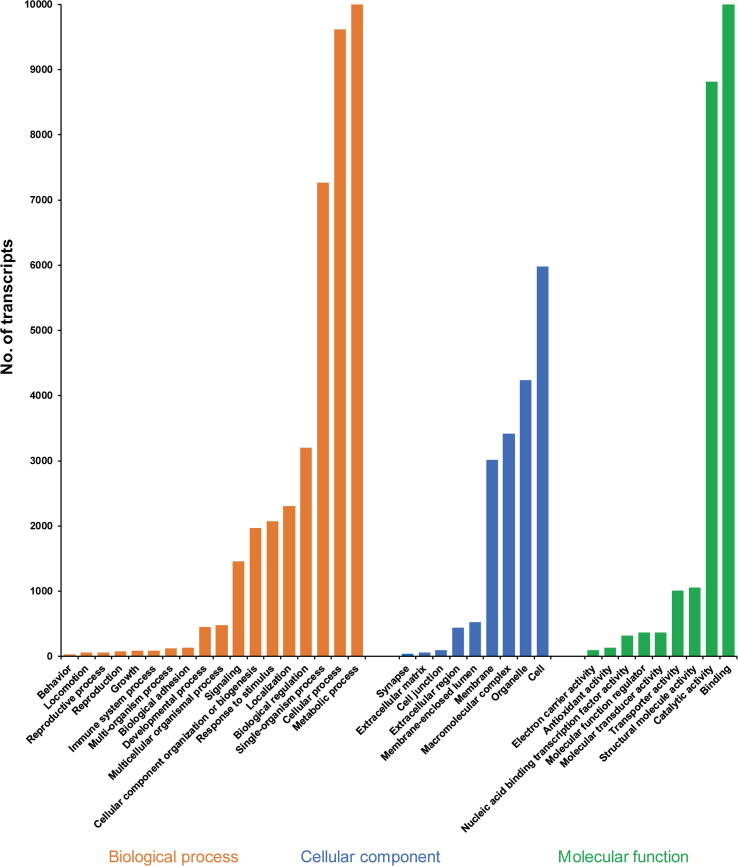 10000
9000
8000
7000
6000
5000
4000
3000
2000
1000
0
No. of transcripts
Behavior
Locomotion
Reproductive process
Reproduction
Growth
Immune system process
Multi-organism process
Biological adhesion
Developmental process
Multicellular organismal process
Signaling
Cellular component organization or biogenesis
Response to stimulus
Localization
Biological regulation
Single-organism process
Cellular process
Metabolic process
Synapse
Extracellular matrix
Cell junction
Extracellular region
Membrane-enclosed lumen
Membrane
Macromolecular complex
Organelle
Cell
Electron carrier activity
Antioxidant activity
Nucleic acid binding transcription factor activity
Molecular function regulator
Molecular transducer activity
Transporter activity
Structural molecule activity
Catalytic activity
Binding
Biological process
Cellular component
Molecular function